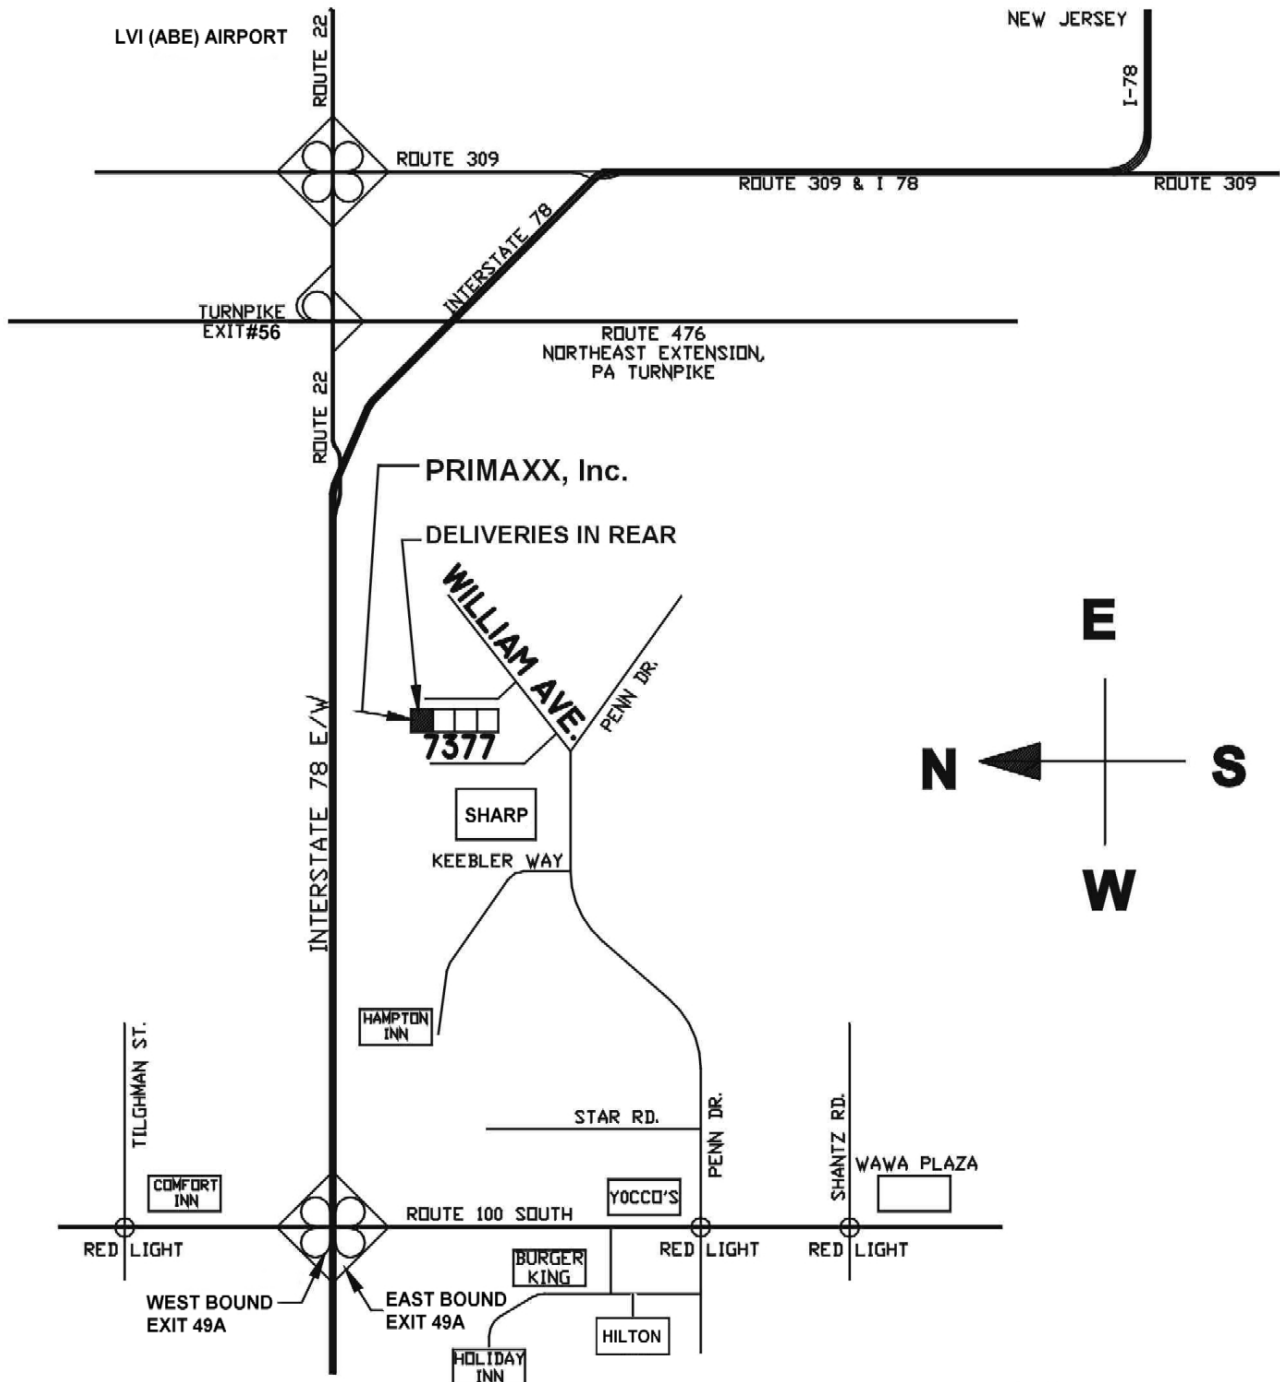 NEW JERSEY
LVI (ABE) AIRPORT
ROUTE 22
I-78
ROUTE 309
ROUTE 309 & I 78
ROUTE 309
INTERSTATE 78
TURNPIKE
EXIT#56
ROUTE 476
NORTHEAST EXTENSION,
PA TURNPIKE
ROUTE 22
PRIMAXX, Inc.
DELIVERIES IN REAR
WILLIAM AVE.
PENN DR.
7377
E
N
S
W
INTERSTATE 78 E/W
SHARP
KEEBLER WAY
HAMPTON
INN
TILGHMAN ST.
STAR RD.
PENN DR.
SHANTZ RD.
WAWA PLAZA
COMFORT
INN
YOCCO'S
ROUTE 100 SOUTH
RED LIGHT
RED LIGHT
RED LIGHT
BURGER
KING
WEST BOUND
EXIT 49A
EAST BOUND
EXIT 49A
HILTON
HOLIDAY
INN